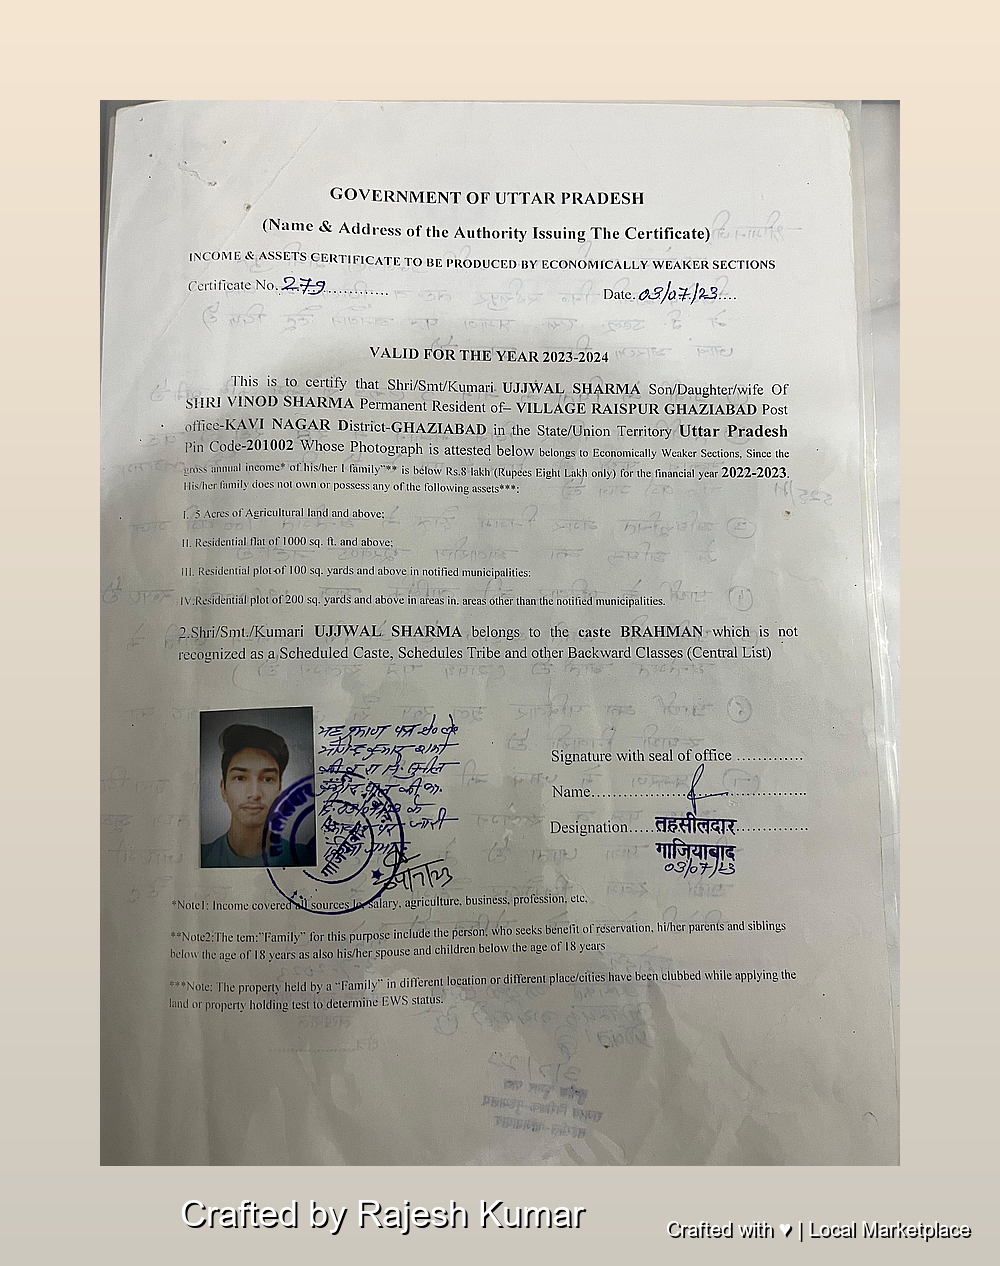 GOVERNMENT OF UTTAR PRADESH
(Name & Address of the Authority Issuing The Certificate)
INCOME & ASSETS CERTIFICATE TO BE PRODUCED BY ECONOMICALLY WEAKER SECTIONS
Certificate No. 279............. Date. 03/07/23....
VALID FOR THE YEAR 2023-2024
This is to certify that Shri/Smt/Kumari UJJWAL SHARMA Son/Daughter/wife Of
SHRI VINOD SHARMA Permanent Resident of– VILLAGE RAISPUR GHAZIABAD Post
office-KAVI NAGAR District-GHAZIABAD in the State/Union Territory Uttar Pradesh
Pin Code-201002 Whose Photograph is attested below belongs to Economically Weaker Sections, Since the
gross annual income* of his/her 1 family"** is below Rs.8 lakh (Rupees Eight Lakh only) for the financial year 2022-2023.
His/her family does not own or possess any of the following assets***:
I. 5 Acres of Agricultural land and above;
II. Residential flat of 1000 sq. ft. and above;
III. Residential plot of 100 sq. yards and above in notified municipalities:
IV.Residential plot of 200 sq. yards and above in areas in. areas other than the notified municipalities.
2.Shri/Smt./Kumari UJJWAL SHARMA belongs to the caste BRAHMAN which is not
recognized as a Scheduled Caste, Schedules Tribe and other Backward Classes (Central List)
यह प्रमाण पत्र
जारी
गाजियाबाद
Signature with seal of office .............
Name.....................................
Designation.... तहसीलदार..............
गाजियाबाद
03/07/23
*Note1: Income covered all sources Ie, salary, agriculture, business, profession, etc,
**Note2:The tem:"Family" for this purpose include the person, who seeks benefit of reservation, hi/her parents and siblings
below the age of 18 years as also his/her spouse and children below the age of 18 years
***Note: The property held by a “Family” in different location or different place/cities have been clubbed while applying the
land or property holding test to determine EWS status.
Crafted by Rajesh Kumar
Crafted with ♥ | Local Marketplace